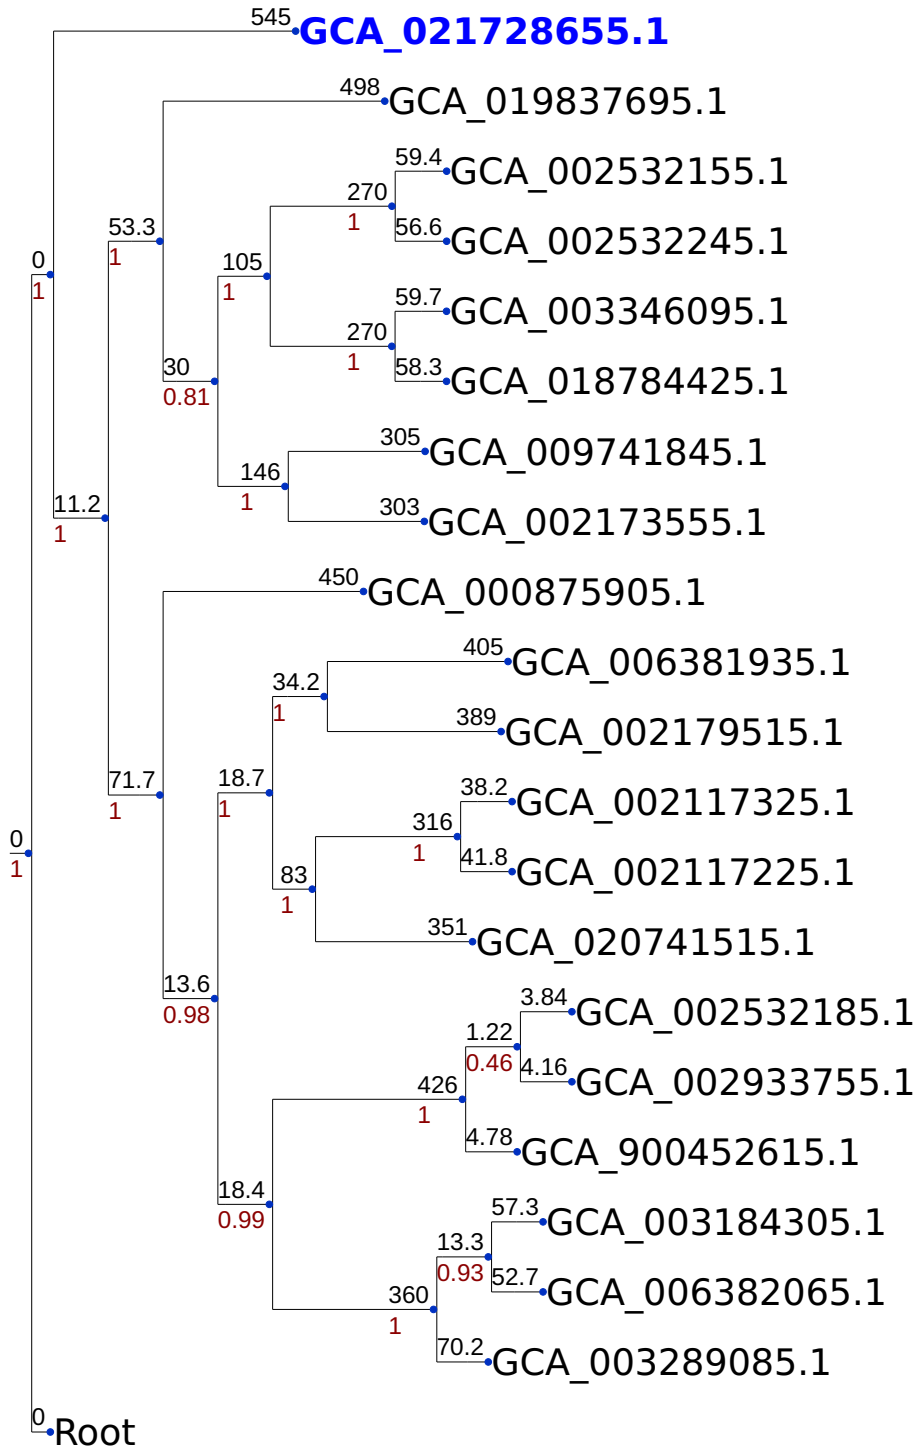 545 GCA_021728655.1
498 GCA_019837695.1
59.4 GCA_002532155.1
270
1
53.3
1
56.6 GCA_002532245.1
0
1
105
1
59.7 GCA_003346095.1
270
1
30
0.81
58.3 GCA_018784425.1
305 GCA_009741845.1
146
1
11.2
1
303 GCA_002173555.1
450 GCA_000875905.1
405 GCA_006381935.1
34.2
1
389 GCA_002179515.1
71.7
1
18.7
1
38.2 GCA_002117325.1
316
1
0
1
41.8 GCA_002117225.1
83
1
351 GCA_020741515.1
13.6
0.98
3.84 GCA_002532185.1
1.22
0.46
4.16 GCA_002933755.1
426
1
4.78 GCA_900452615.1
18.4
0.99
57.3 GCA_003184305.1
13.3
0.93
52.7 GCA_006382065.1
360
1
70.2 GCA_003289085.1
0 Root